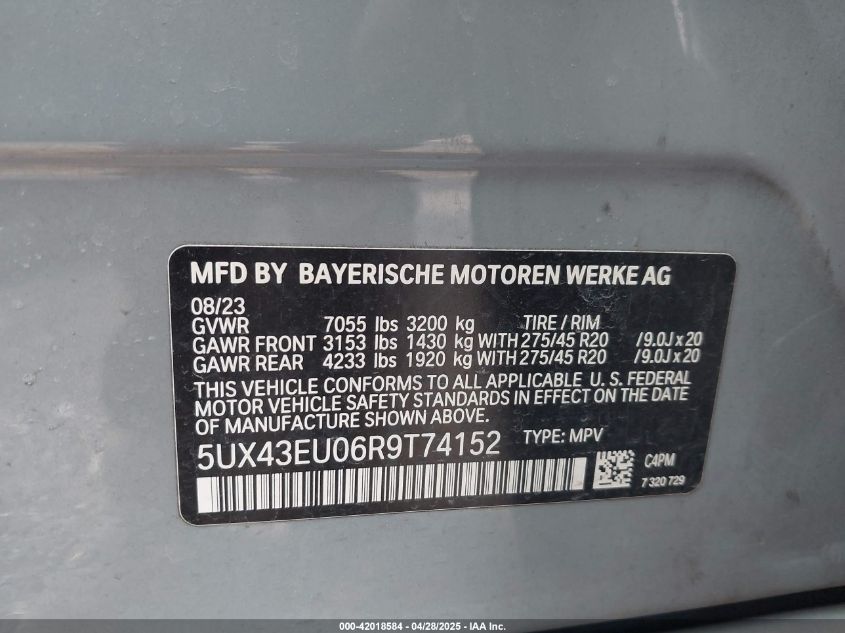 MFD BY BAYERISCHE MOTOREN WERKE AG
08/23
GVWR 7055 lbs 3200 kg TIRE / RIM
GAWR FRONT 3153 lbs 1430 kg WITH 275/45 R20 /9.0J x 20
GAWR REAR 4233 lbs 1920 kg WITH 275/45 R20 /9.0J x 20
THIS VEHICLE CONFORMS TO ALL APPLICABLE U. S. FEDERAL
MOTOR VEHICLE SAFETY STANDARDS IN EFFECT ON THE DATE
OF MANUFACTURE SHOWN ABOVE.
5UX43EU06R9T74152 TYPE: MPV
C4PM
7 320 729
000-42018584 / 04/28/2025 - IAA Inc.